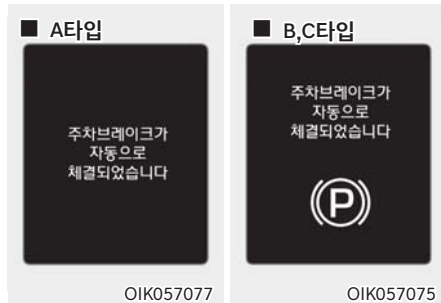 ■ A타입
주차브레이크가
자동으로
체결되었습니다
OIK057077
■ B,C타입
주차브레이크가
자동으로
체결되었습니다
P
OIK057075